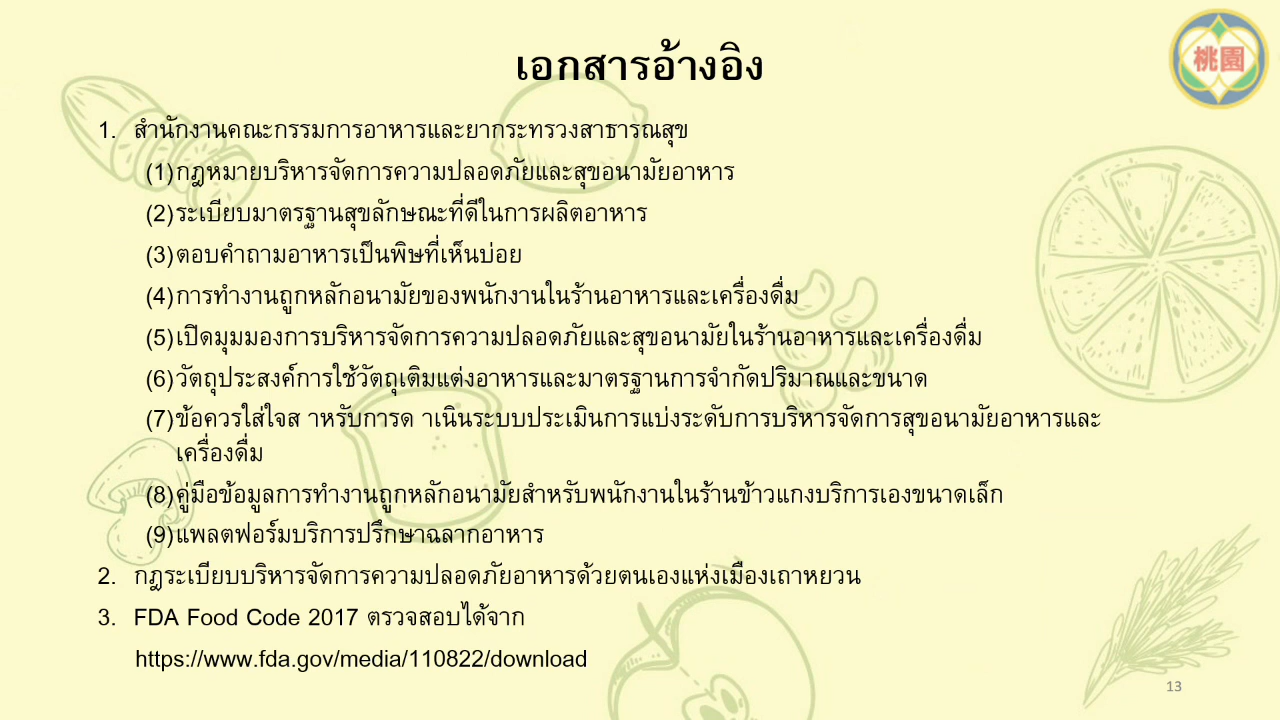 桃園
เอกสารอ้างอิง
1. สำนักงานคณะกรรมการอาหารและยากระทรวงสาธารณสุข
(1)กฎหมายบริหารจัดการความปลอดภัยและสุขอนามัยอาหาร
(2)ระเบียบมาตรฐานสุขลักษณะที่ดีในการผลิตอาหาร
(3)ตอบคำถามอาหารเป็นพิษที่เห็นบ่อย
(4)การทำงานถูกหลักอนามัยของพนักงานในร้านอาหารและเครื่องดื่ม
(5)เปิดมุมมองการบริหารจัดการความปลอดภัยและสุขอนามัยในร้านอาหารและเครื่องดื่ม
(6)วัตถุประสงค์การใช้วัตถุเติมแต่งอาหารและมาตรฐานการจำกัดปริมาณและขนาด
(7)ข้อควรใส่ใจส าหรับการด าเนินระบบประเมินการแบ่งระดับการบริหารจัดการสุขอนามัยอาหารและ
เครื่องดื่ม
(8)คู่มือข้อมูลการทำงานถูกหลักอนามัยสำหรับพนักงานในร้านข้าวแกงบริการเองขนาดเล็ก
(9)แพลตฟอร์มบริการปรึกษาฉลากอาหาร
2. กฎระเบียบบริหารจัดการความปลอดภัยอาหารด้วยตนเองแห่งเมืองเถาหยวน
3. FDA Food Code 2017 ตรวจสอบได้จาก
https://www.fda.gov/media/110822/download
13